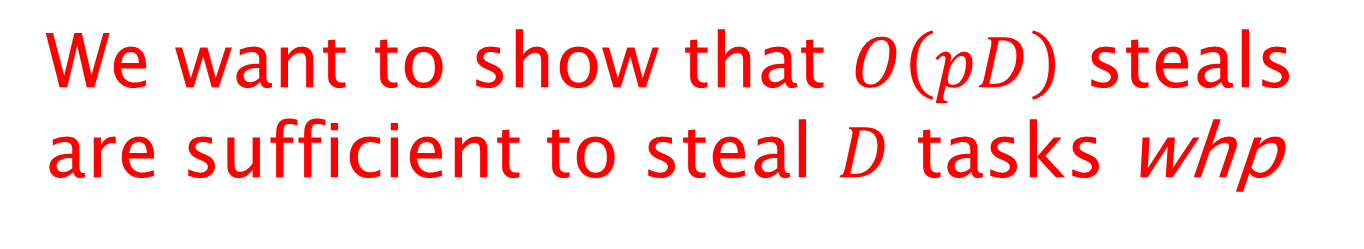 We want to show that O(pD) steals
are sufficient to steal D tasks whp